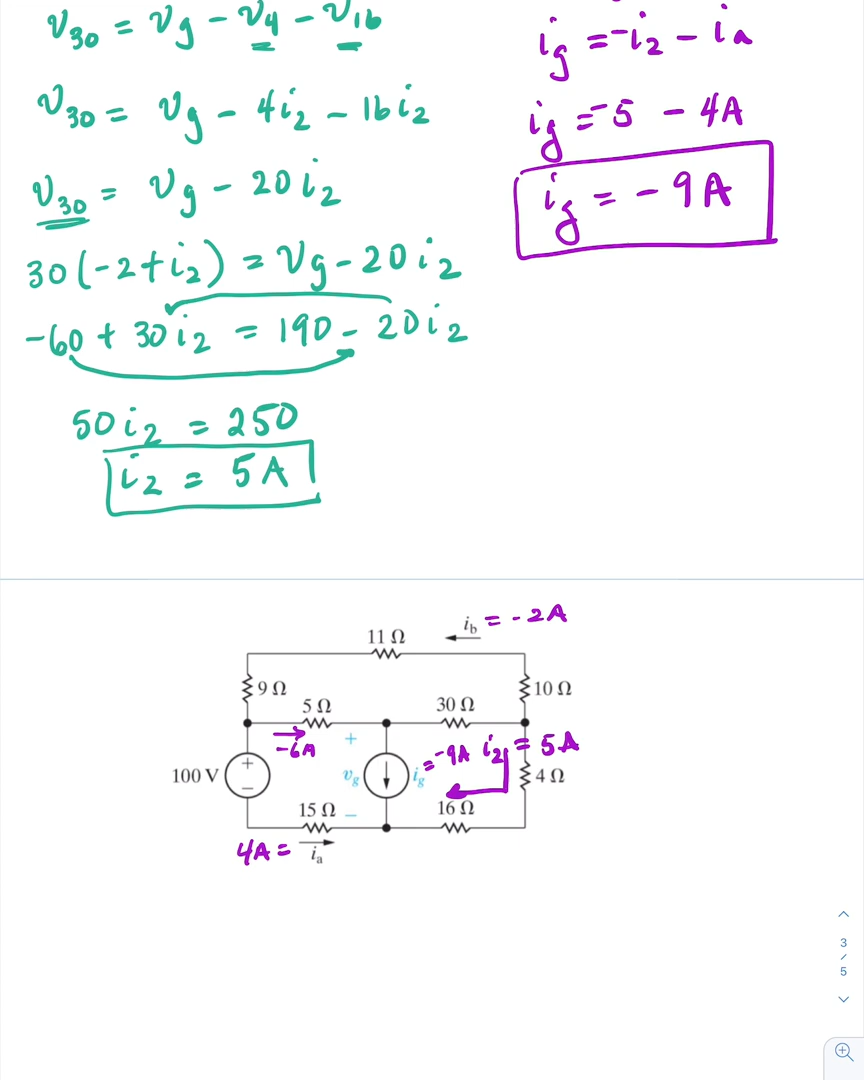 v30 = vg - v4 - v16
v30 = vg - 4i2 - 16i2
v30 = vg - 20i2
30(-2+i2) = vg-20i2
-60 + 30i2 = 190 - 20i2
50i2 = 250
i2 = 5A
ig = -i2 - ia
ig = -5 - 4A
ig = -9A
ib = -2A
11 Ω
9 Ω
10 Ω
5 Ω
30 Ω
-6A
+
100 V
+
−
vg
ig = -9A
i2 = 5A
4 Ω
15 Ω
−
16 Ω
4A = ia
3
/
5